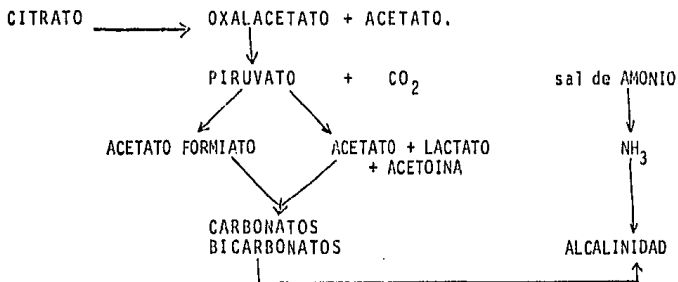 CITRATO OXALACETATO + ACETATO.
PIRUVATO + CO2 sal de AMONIO
ACETATO FORMIATO ACETATO + LACTATO NH3
+ ACETOINA
CARBONATOS
BICARBONATOS ALCALINIDAD